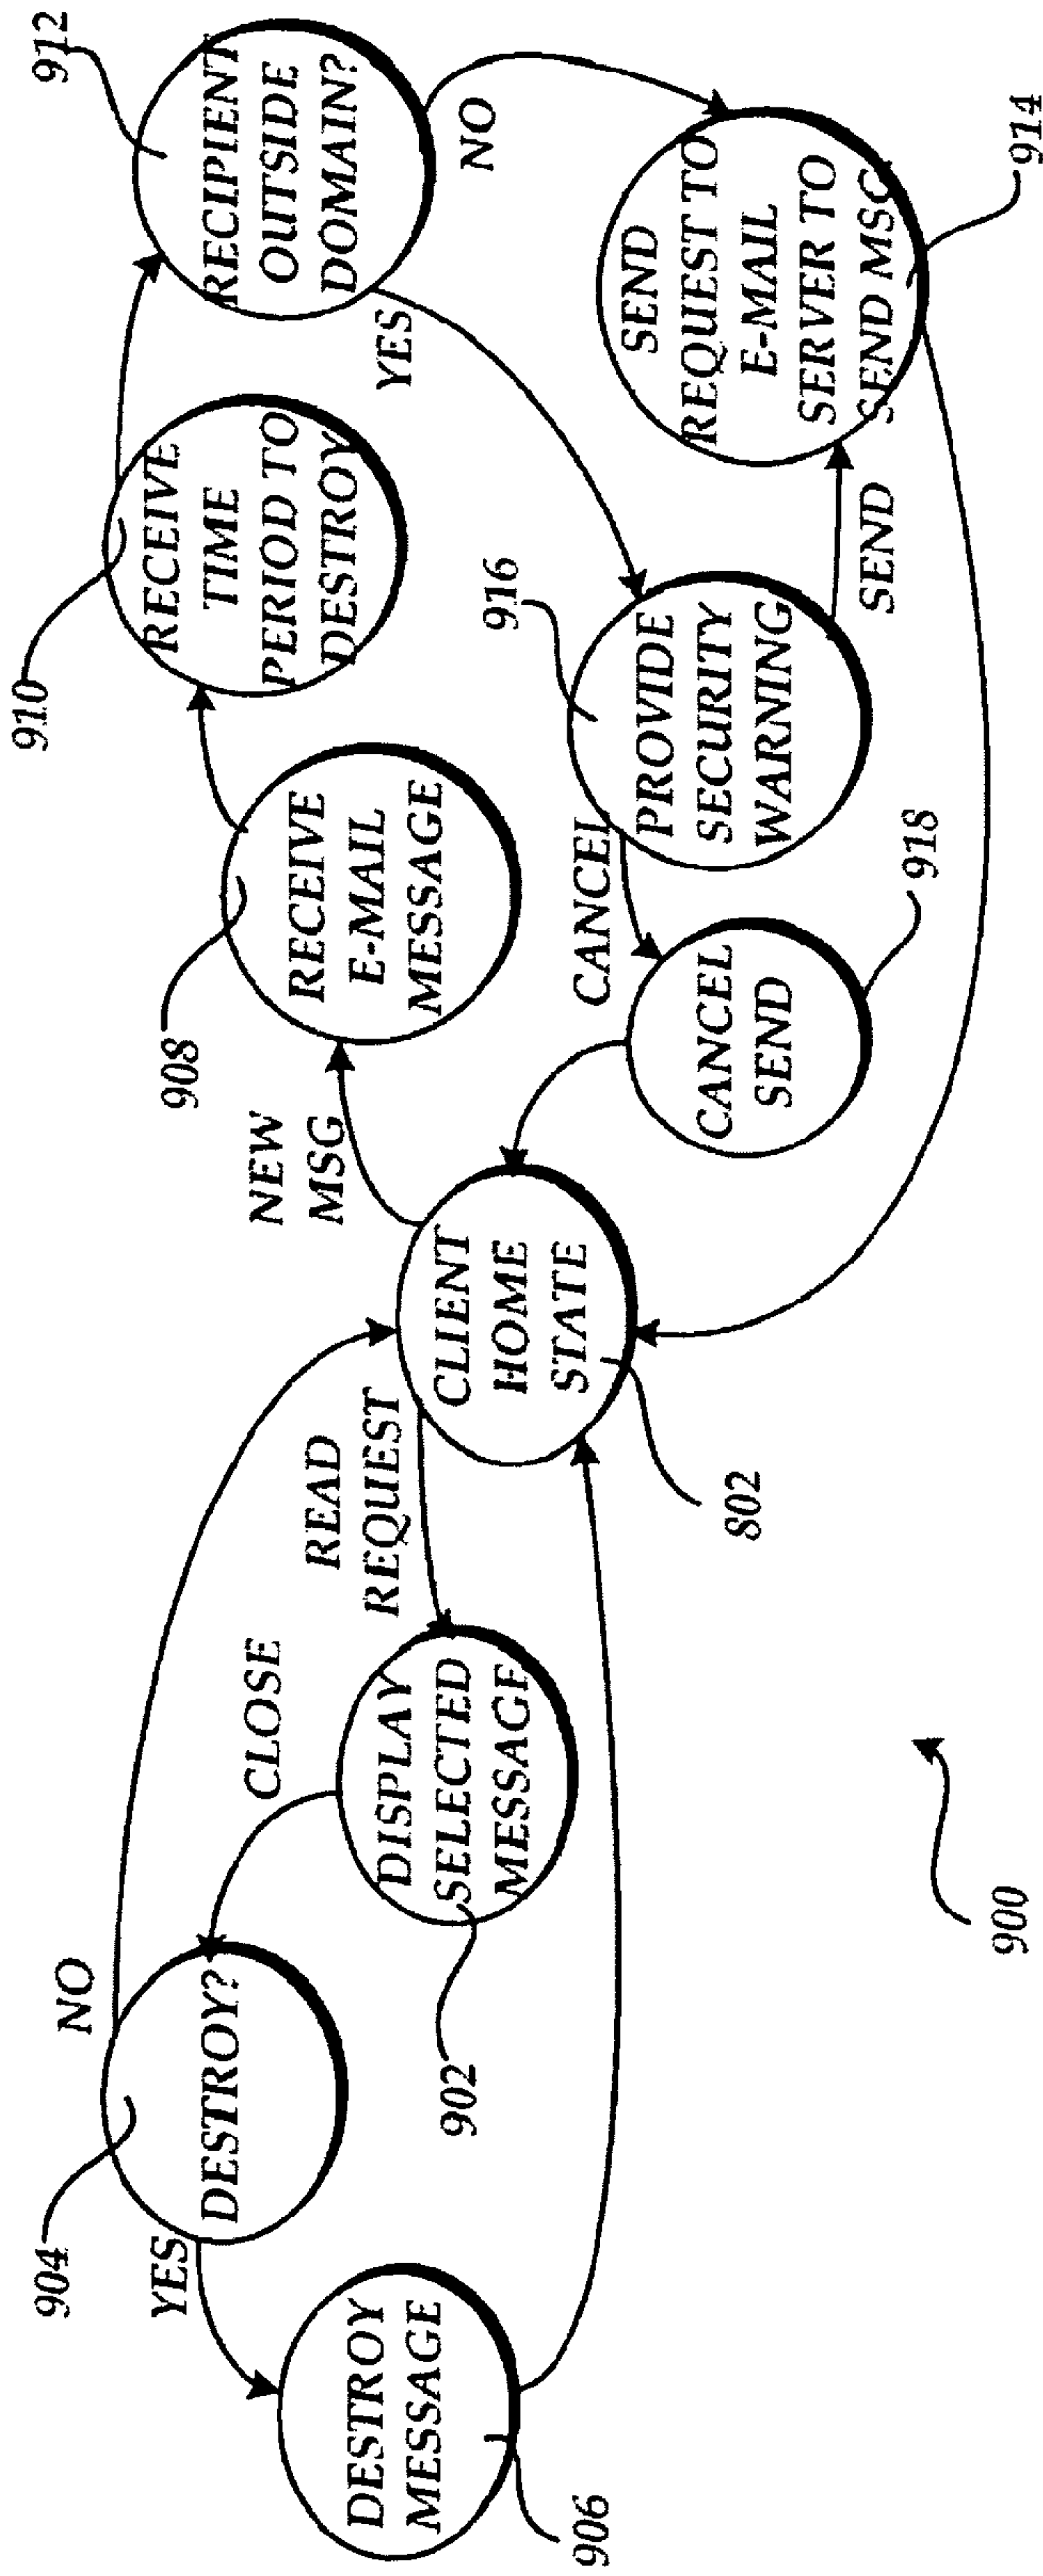 904
NO
YES
DESTROY?
CLOSE
DESTROY
MESSAGE
906
DISPLAY
SELECTED
MESSAGE
902
READ
REQUEST
CLIENT
HOME
STATE
802
NEW
MSG
908
RECEIVE
E-MAIL
MESSAGE
910
RECEIVE
TIME
PERIOD TO
DESTROY
912
RECIPIENT
OUTSIDE
DOMAIN?
YES
NO
916
PROVIDE
SECURITY
WARNING
CANCEL
CANCEL
SEND
918
SEND
SEND
REQUEST TO
E-MAIL
SERVER TO
SEND MSG
914
900